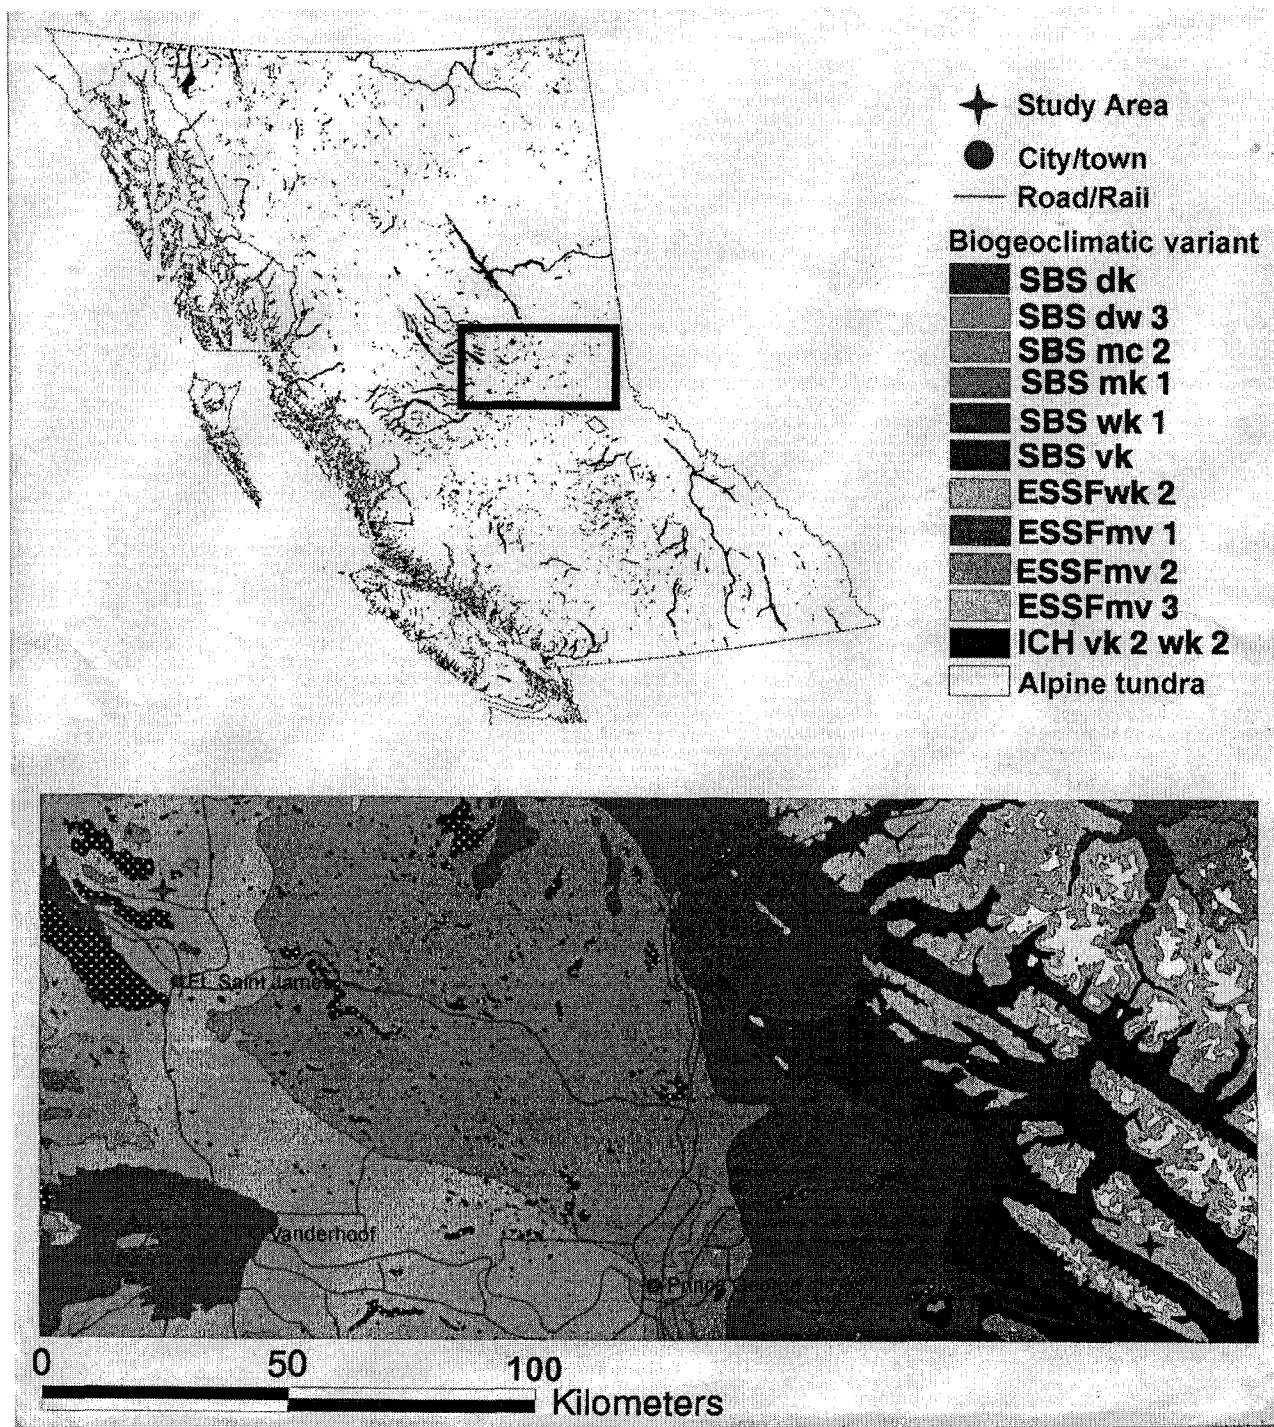 Study Area
City/town
Road/Rail
Biogeoclimatic variant
SBS dk
SBS dw 3
SBS mc 2
SBS mk 1
SBS wk 1
SBS vk
ESSFwk 2
ESSFmv 1
ESSFmv 2
ESSFmv 3
ICH vk 2 wk 2
Alpine tundra
Ft. Saint James
Vanderhoof
Prince George
0 50 100
Kilometers